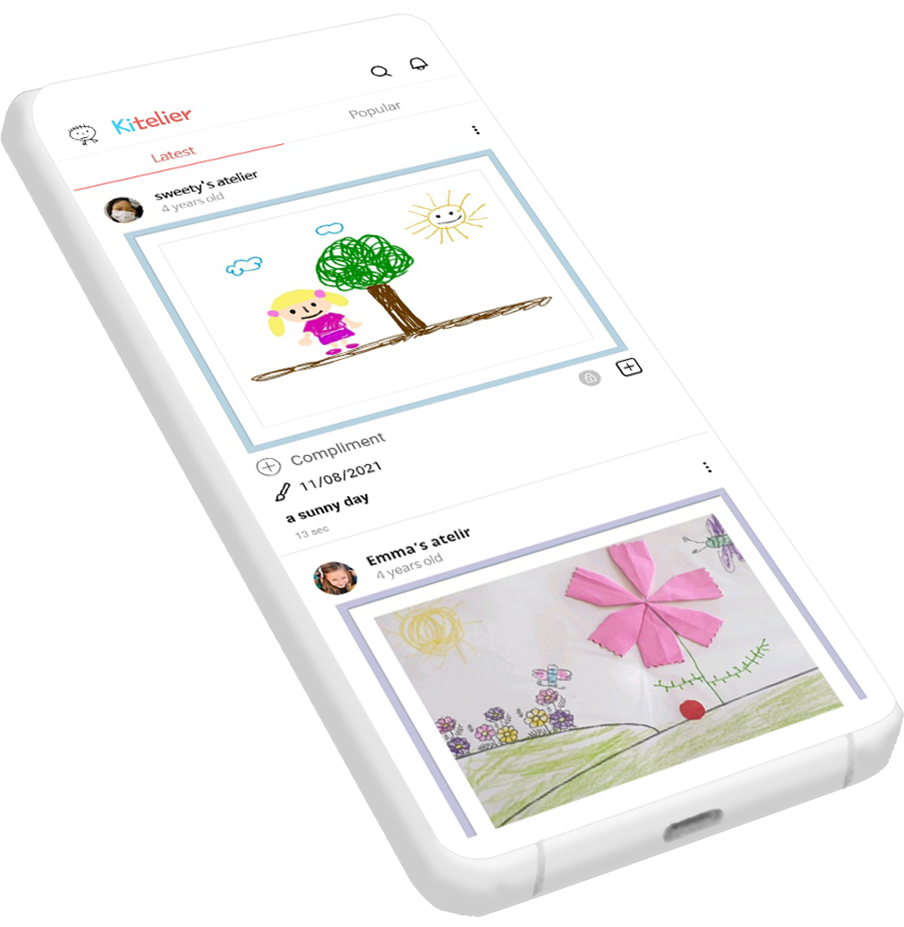 Kitelier
Latest
Popular
sweety's atelier
4 years old
Compliment
11/08/2021
a sunny day
13 sec
Emma's atelir
4 years old